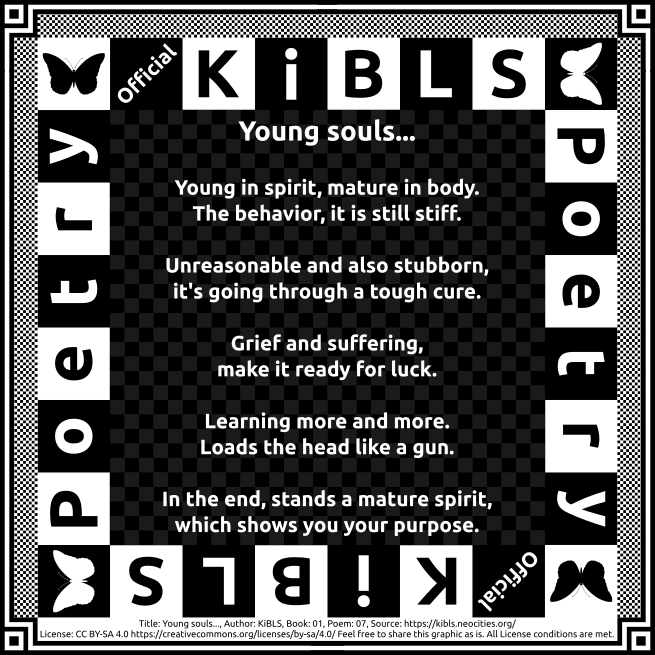 Official KiBLS
Poetry
Poetry
Young souls...
Young in spirit, mature in body.
The behavior, it is still stiff.
Unreasonable and also stubborn,
it's going through a tough cure.
Grief and suffering,
make it ready for luck.
Learning more and more.
Loads the head like a gun.
In the end, stands a mature spirit,
which shows you your purpose.
Official KiBLS
Title: Young souls..., Author: KiBLS, Book: 01, Poem: 07, Source: https://kibls.neocities.org/
License: CC BY-SA 4.0 https://creativecommons.org/licenses/by-sa/4.0/ Feel free to share this graphic as is. All License conditions are met.